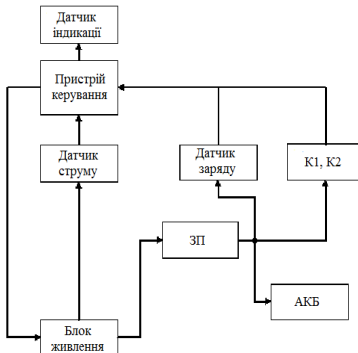 Датчик
індикації
Пристрій
керування
Датчик
струму
Датчик
заряду
К1, К2
ЗП
АКБ
Блок
живлення